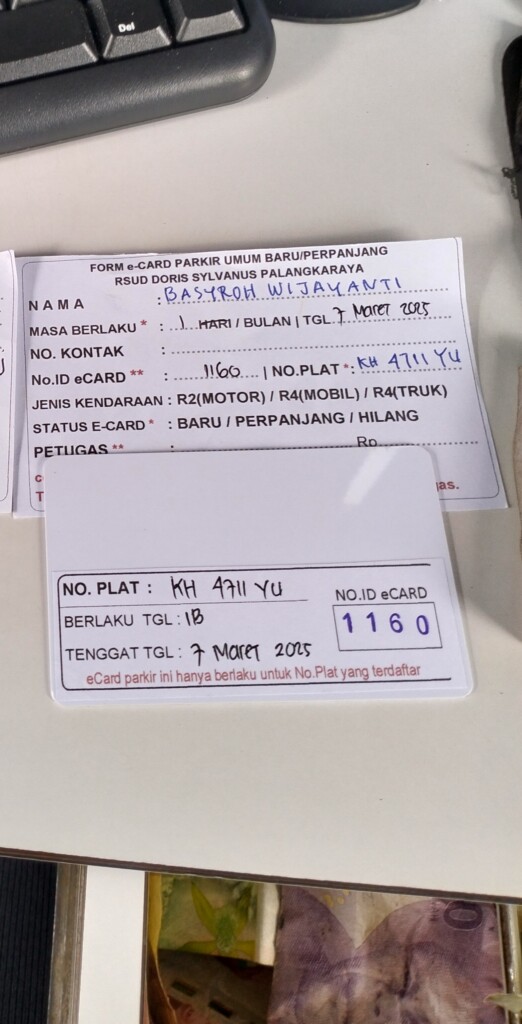 Del
FORM e-CARD PARKIR UMUM BARU/PERPANJANG
RSUD DORIS SYLVANUS PALANGKARAYA
NAMA : BASYROH WIJAYANTI
MASA BERLAKU * : 1 HARI / BULAN | TGL 7 Maret 2025
NO. KONTAK :
No.ID eCARD ** : 1160 | NO.PLAT *: KH 4711 YU
JENIS KENDARAAN : R2(MOTOR) / R4(MOBIL) / R4(TRUK)
STATUS E-CARD * : BARU / PERPANJANG / HILANG
PETUGAS ** : Rp
as.
NO. PLAT : KH 4711 YU
NO.ID eCARD
BERLAKU TGL : 1B
1160
TENGGAT TGL : 7 Maret 2025
eCard parkir ini hanya berlaku untuk No.Plat yang terdaftar